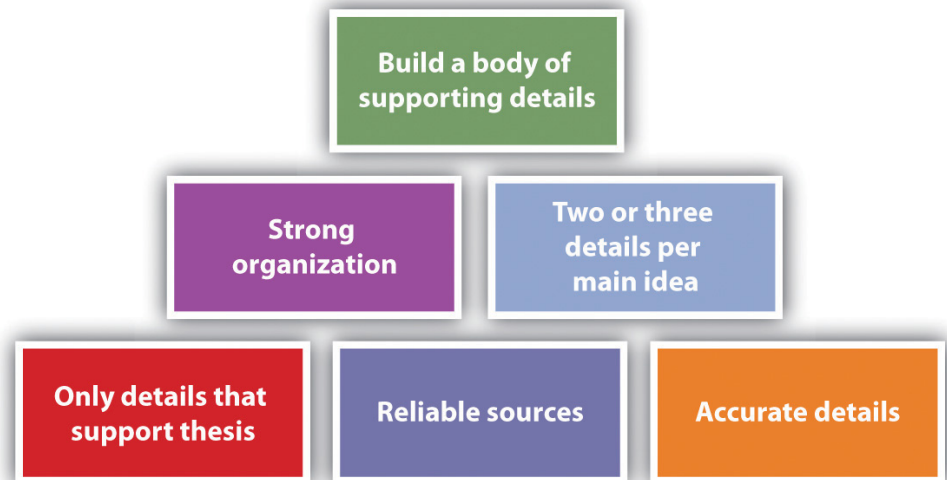 Build a body of
supporting details
Strong
organization
Two or three
details per
main idea
Only details that
support thesis
Reliable sources
Accurate details